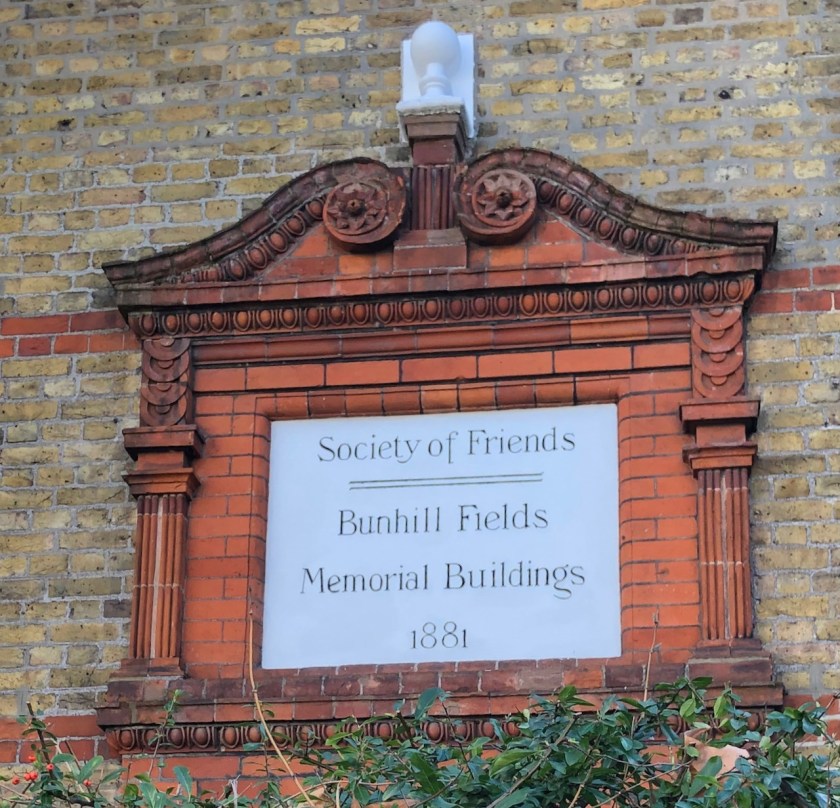 Society of Friends
Bunhill Fields
Memorial Buildings
1881